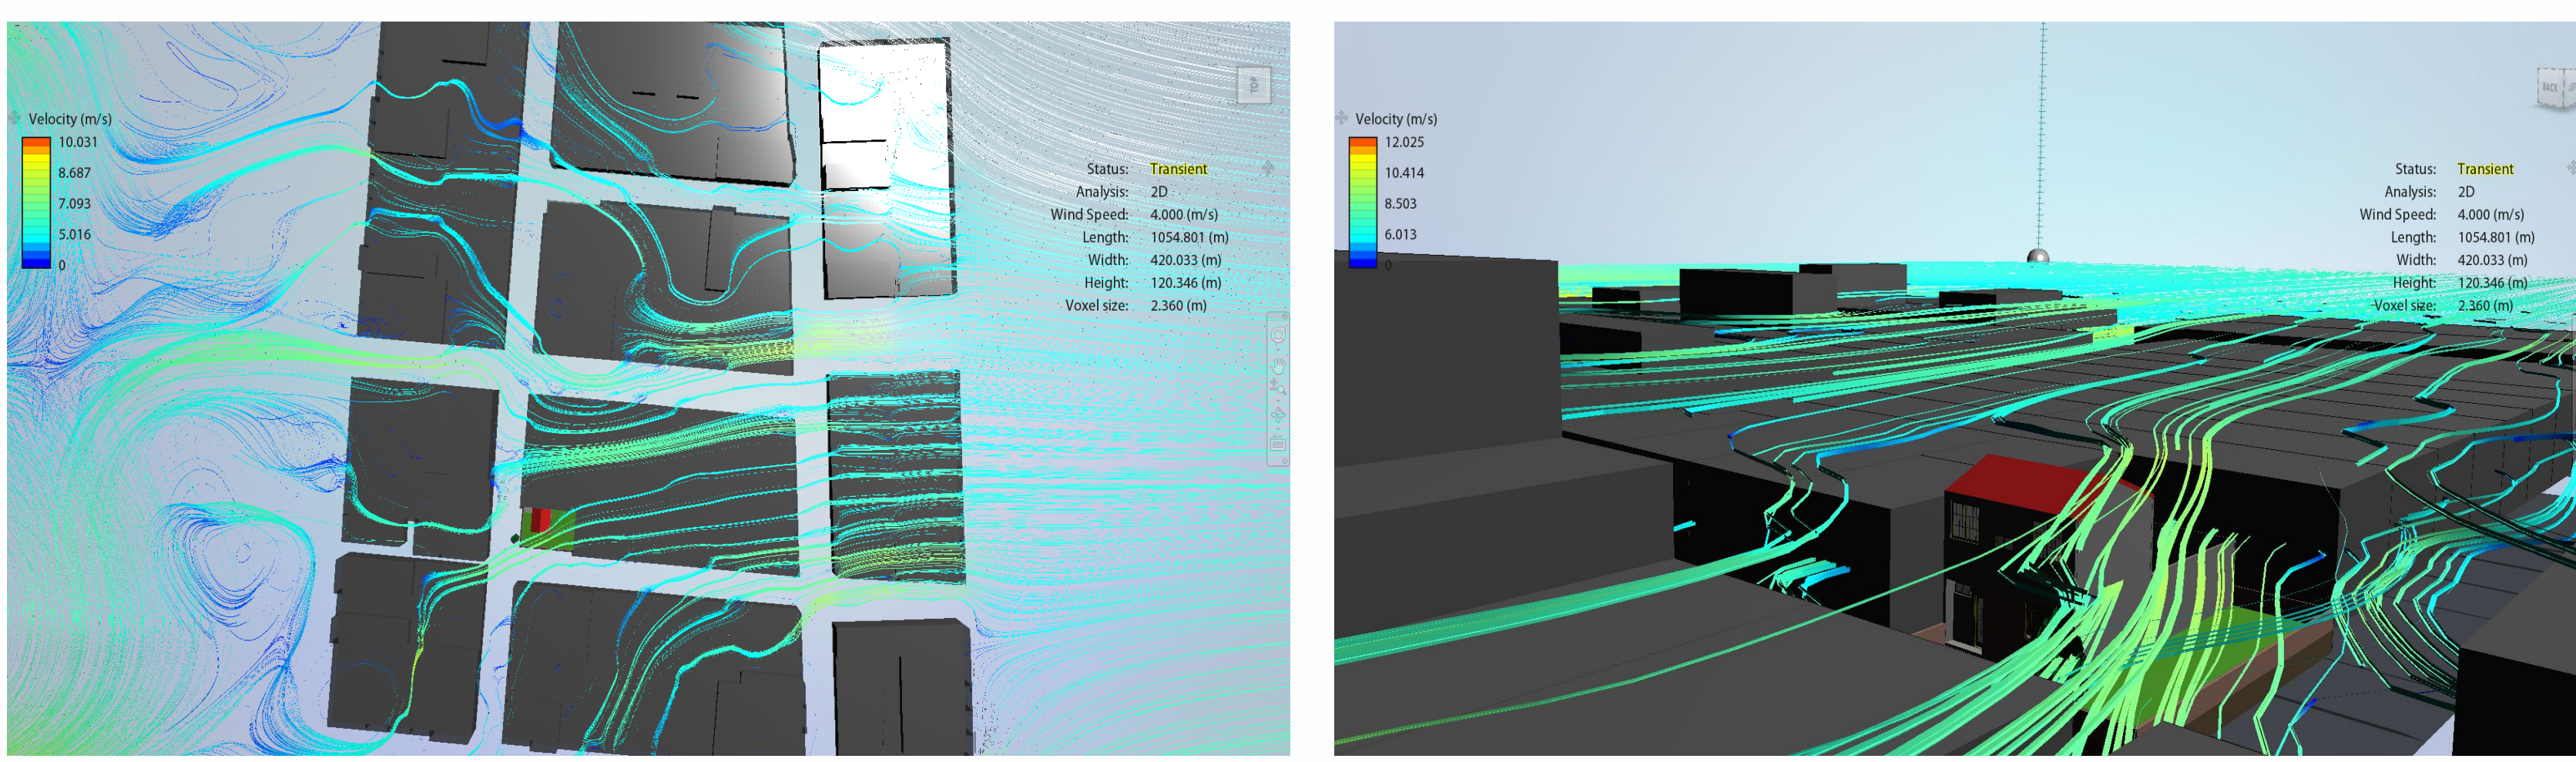 TOP
Velocity (m/s)
10.031
8.687
7.093
5.016
0
Status: Transient
Analysis: 2D
Wind Speed: 4.000 (m/s)
Length: 1054.801 (m)
Width: 420.033 (m)
Height: 120.346 (m)
Voxel size: 2.360 (m)
BACK
Velocity (m/s)
12.025
10.414
8.503
6.013
0
Status: Transient
Analysis: 2D
Wind Speed: 4.000 (m/s)
Length: 1054.801 (m)
Width: 420.033 (m)
Height: 120.346 (m)
Voxel size: 2.360 (m)